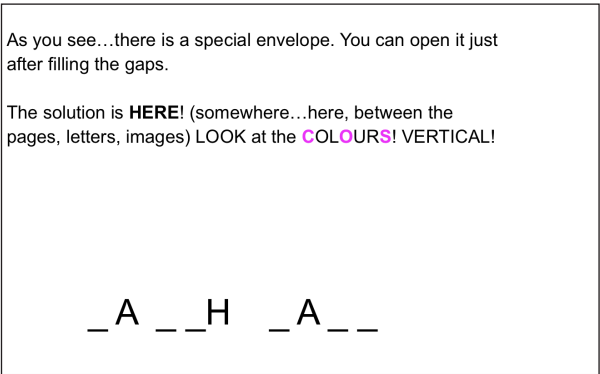 As you see…there is a special envelope. You can open it just
after filling the gaps.
The solution is HERE! (somewhere…here, between the
pages, letters, images) LOOK at the COLOURS! VERTICAL!
_ A _ _H _ A _ _